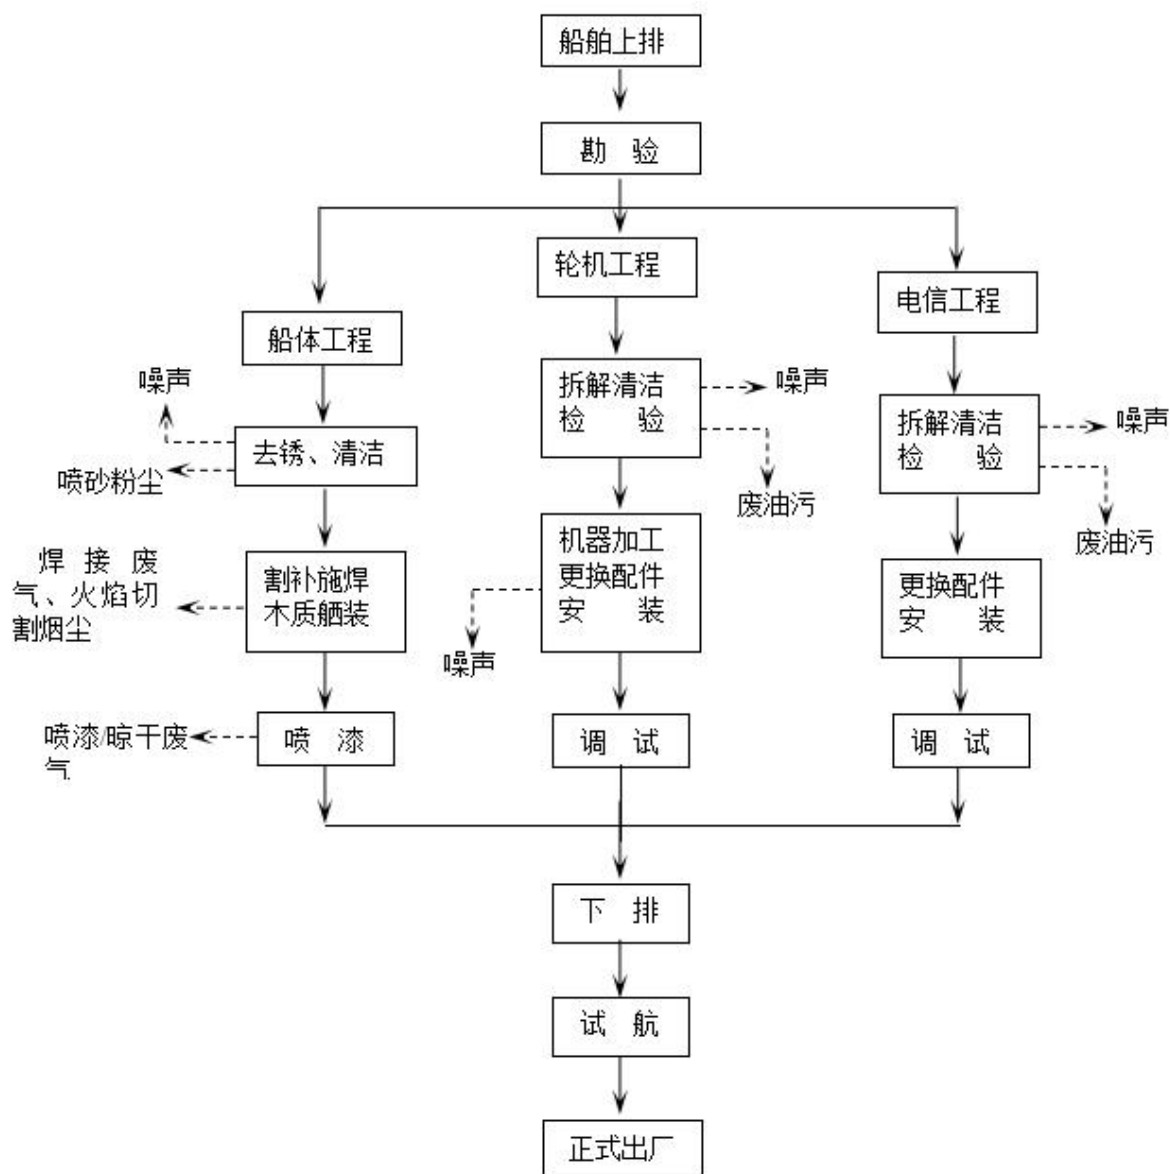 船舶上排
勘 验
轮机工程
电信工程
船体工程
噪声
拆解清洁
检 验
噪声
拆解清洁
检 验
噪声
去锈、清洁
喷砂粉尘
废油污
废油污
焊接废
气、火焰切
割烟尘
割补施焊
木质舾装
机器加工
更换配件
安 装
更换配件
安 装
噪声
喷漆/晾干废
气
喷 漆
调 试
调 试
下 排
试 航
正式出厂